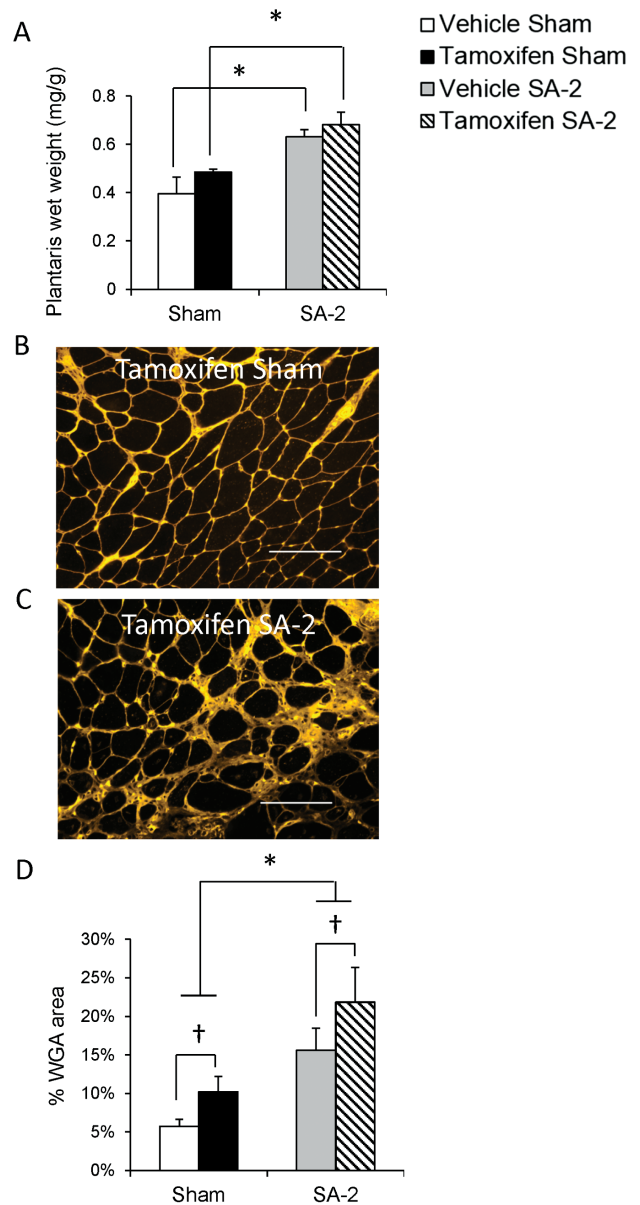 A
*
*
Vehicle Sham
Tamoxifen Sham
Vehicle SA-2
Tamoxifen SA-2
Plantaris wet weight (mg/g)
0.8
0.6
0.4
0.2
0
Sham
SA-2
B
Tamoxifen Sham
C
Tamoxifen SA-2
D
*
†
†
% WGA area
30%
25%
20%
15%
10%
5%
0%
Sham
SA-2